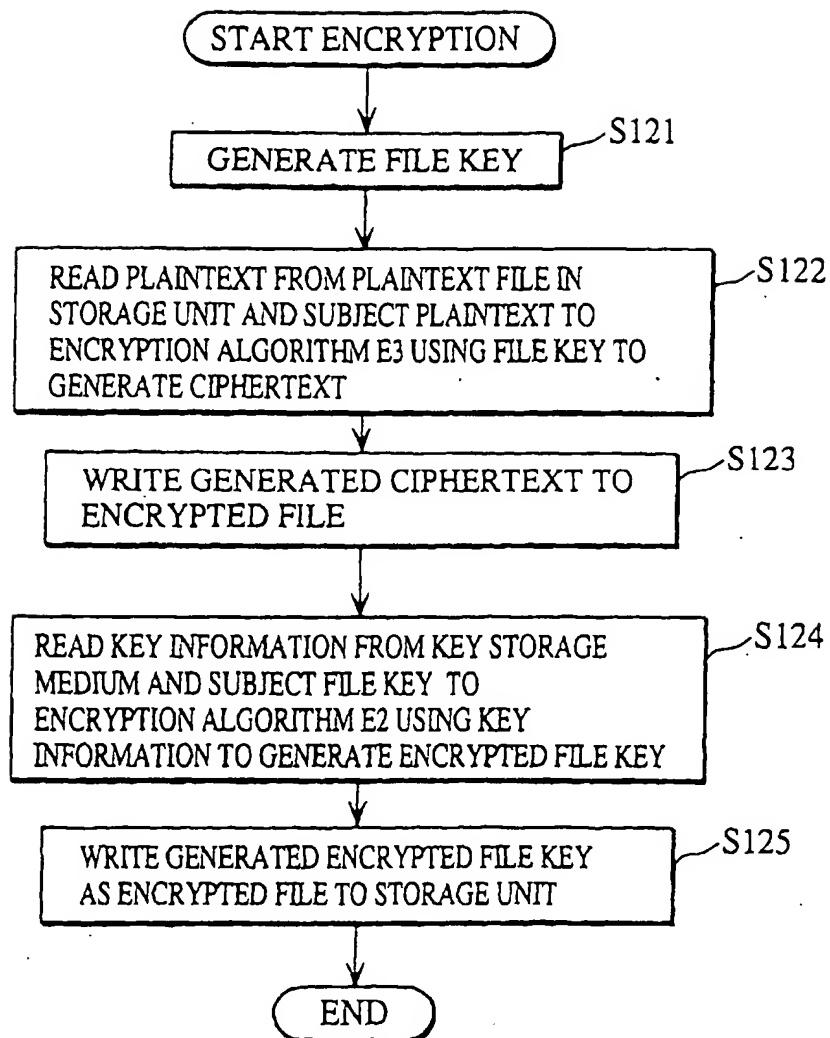 START ENCRYPTION
S121
GENERATE FILE KEY
S122
READ PLAINTEXT FROM PLAINTEXT FILE IN
STORAGE UNIT AND SUBJECT PLAINTEXT TO
ENCRYPTION ALGORITHM E3 USING FILE KEY TO
GENERATE CIPHERTEXT
S123
WRITE GENERATED CIPHERTEXT TO
ENCRYPTED FILE
S124
READ KEY INFORMATION FROM KEY STORAGE
MEDIUM AND SUBJECT FILE KEY TO
ENCRYPTION ALGORITHM E2 USING KEY
INFORMATION TO GENERATE ENCRYPTED FILE KEY
S125
WRITE GENERATED ENCRYPTED FILE KEY
AS ENCRYPTED FILE TO STORAGE UNIT
END